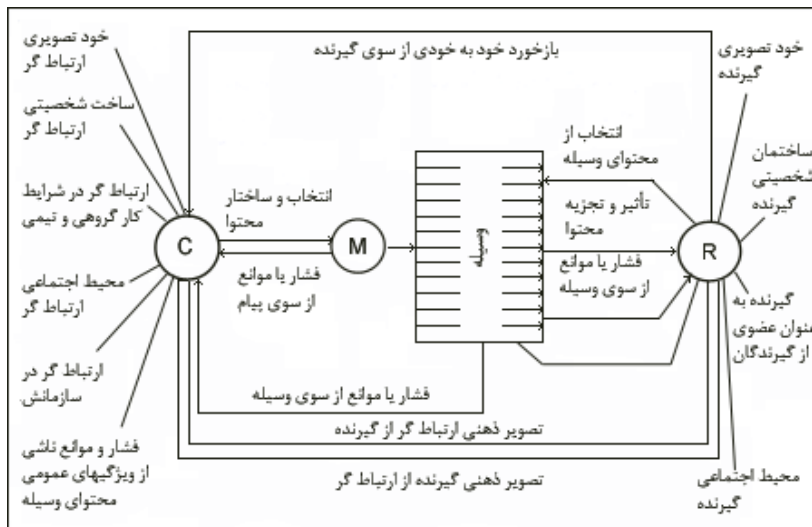 خود تصویری
ارتباط گر
ساخت شخصیتی
ارتباط گر
ارتباط گر در شرایط
کار گروهی و تیمی
محیط اجتماعی
ارتباط گر
ارتباط گر در
سازمانش
فشار و موانع ناشی
از ویژگیهای عمومی
محتوای وسیله
C
انتخاب و ساختار
محتوا
فشار یا موانع
از سوی پیام
M
وسیله
بازخورد خود به خودی از سوی گیرنده
انتخاب از
محتوای وسیله
تأثیر و تجزیه
محتوا
فشار یا موانع
از سوی وسیله
R
خود تصویری
گیرنده
ساختمان
شخصیتی
گیرنده
گیرنده به
عنوان عضوی
از گیرندگان
محیط اجتماعی
گیرنده
فشار یا موانع از سوی وسیله
تصویر ذهنی ارتباط گر از گیرنده
تصویر ذهنی گیرنده از ارتباط گر